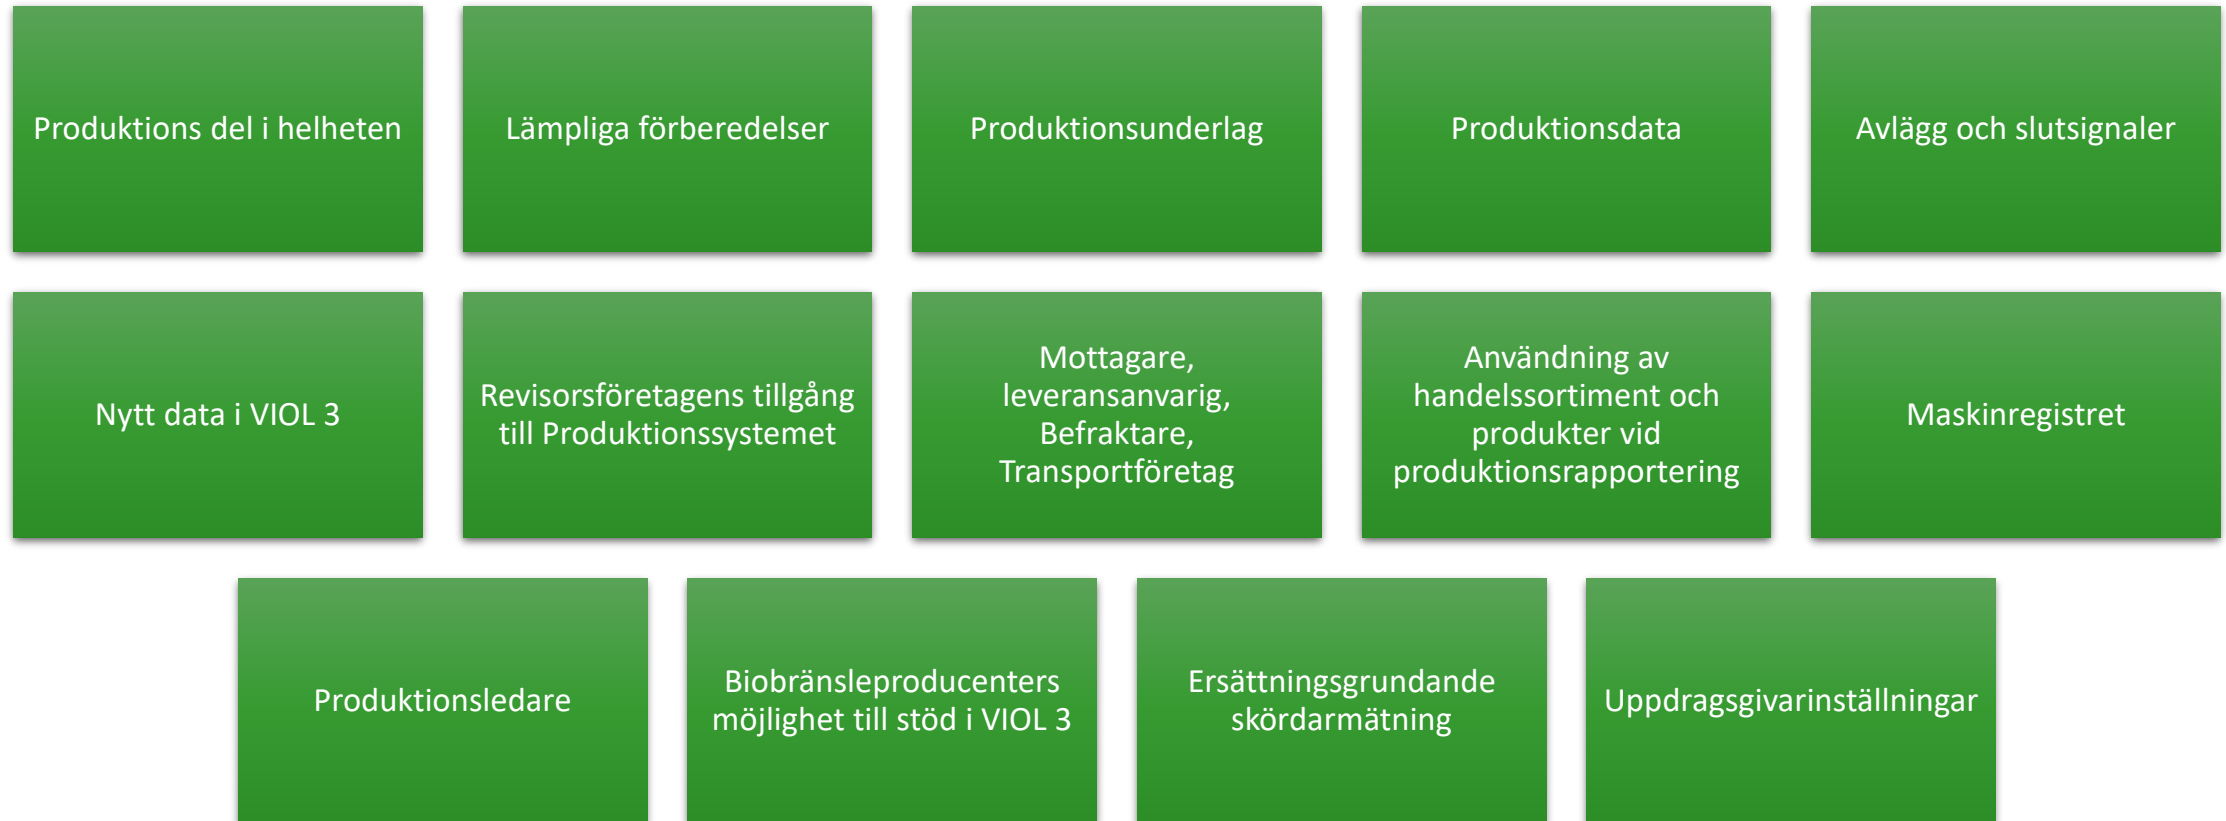 Produktions del i helheten
Lämpliga förberedelser
Produktionsunderlag
Produktionsdata
Avlägg och slutsignaler
Nytt data i VIOL 3
Revisorsföretagens tillgång
till Produktionssystemet
Mottagare,
leveransanvarig,
Befraktare,
Transportföretag
Användning av
handelssortiment och
produkter vid
produktionsrapportering
Maskinregistret
Produktionsledare
Biobränsleproducenters
möjlighet till stöd i VIOL 3
Ersättningsgrundande
skördarmätning
Uppdragsgivarinställningar